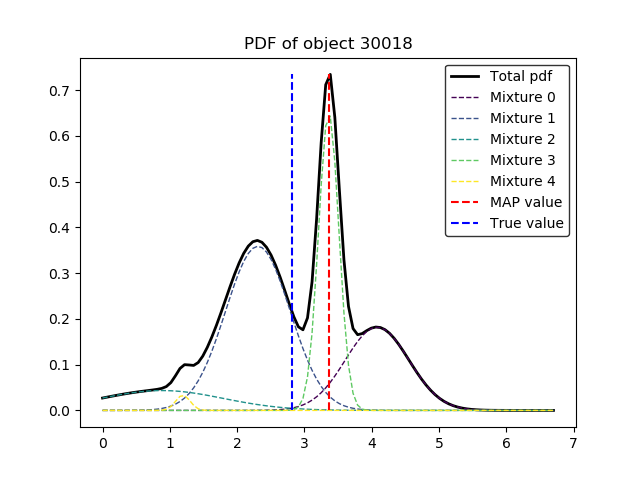 PDF of object 30018
Total pdf
Mixture 0
Mixture 1
Mixture 2
Mixture 3
Mixture 4
MAP value
True value
0.7
0.6
0.5
0.4
0.3
0.2
0.1
0.0
0 1 2 3 4 5 6 7